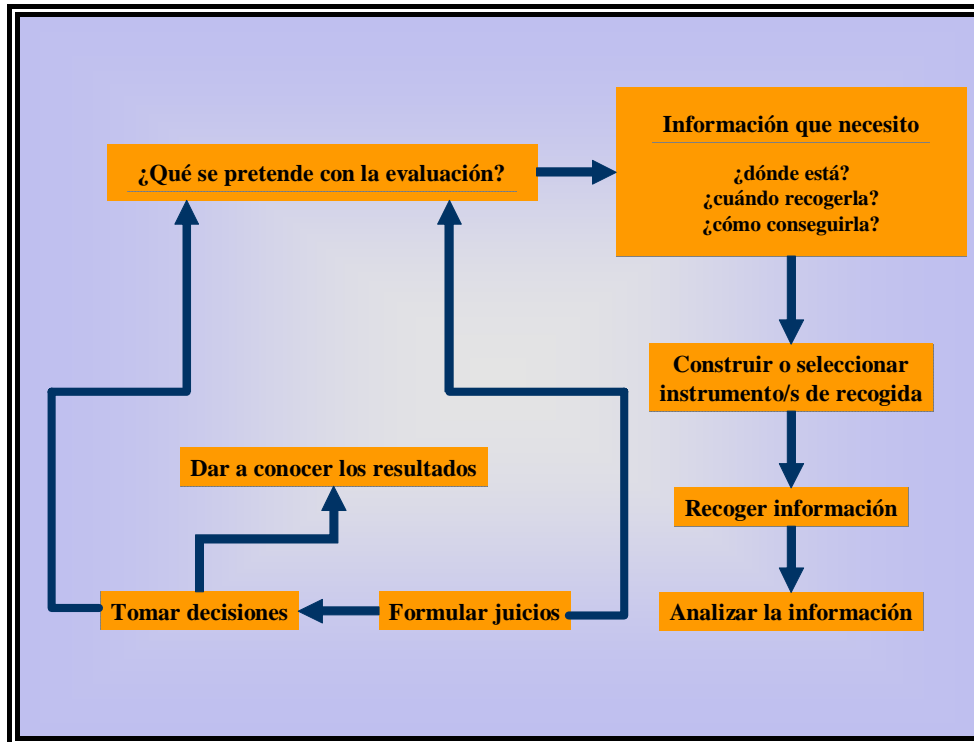 ¿Qué se pretende con la evaluación?
Información que necesito
¿dónde está?
¿cuándo recogerla?
¿cómo conseguirla?
Construir o seleccionar
instrumento/s de recogida
Dar a conocer los resultados
Recoger información
Tomar decisiones
Formular juicios
Analizar la información